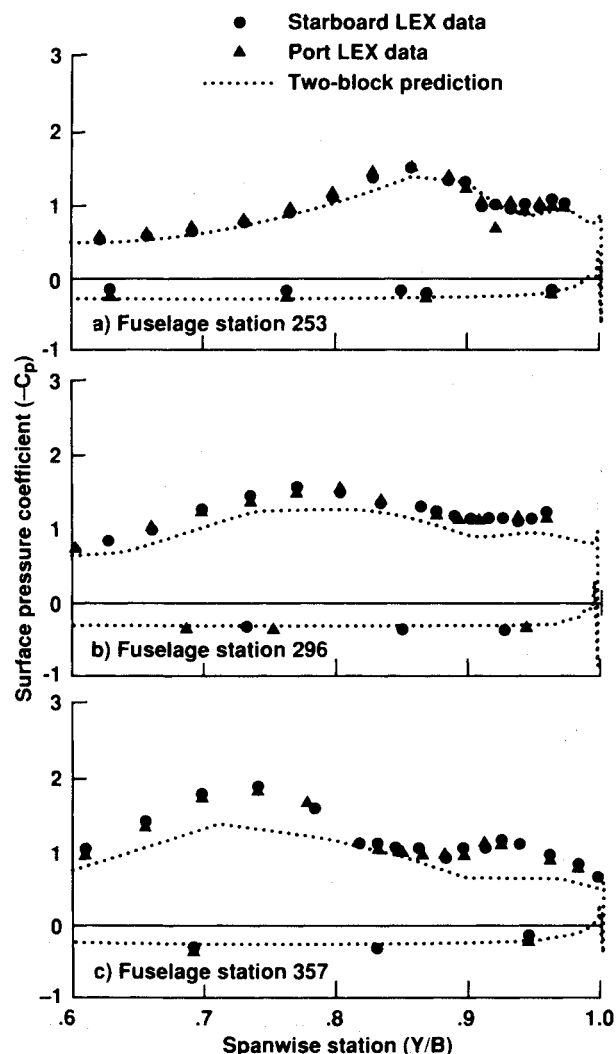 Starboard LEX data
Port LEX data
Two-block prediction
3
2
1
0
-1
a) Fuselage station 253
3
2
1
0
-1
b) Fuselage station 296
3
2
1
0
-1
c) Fuselage station 357
Surface pressure coefficient (–Cp)
.6 .7 .8 .9 1.0
Spanwise station (Y/B)